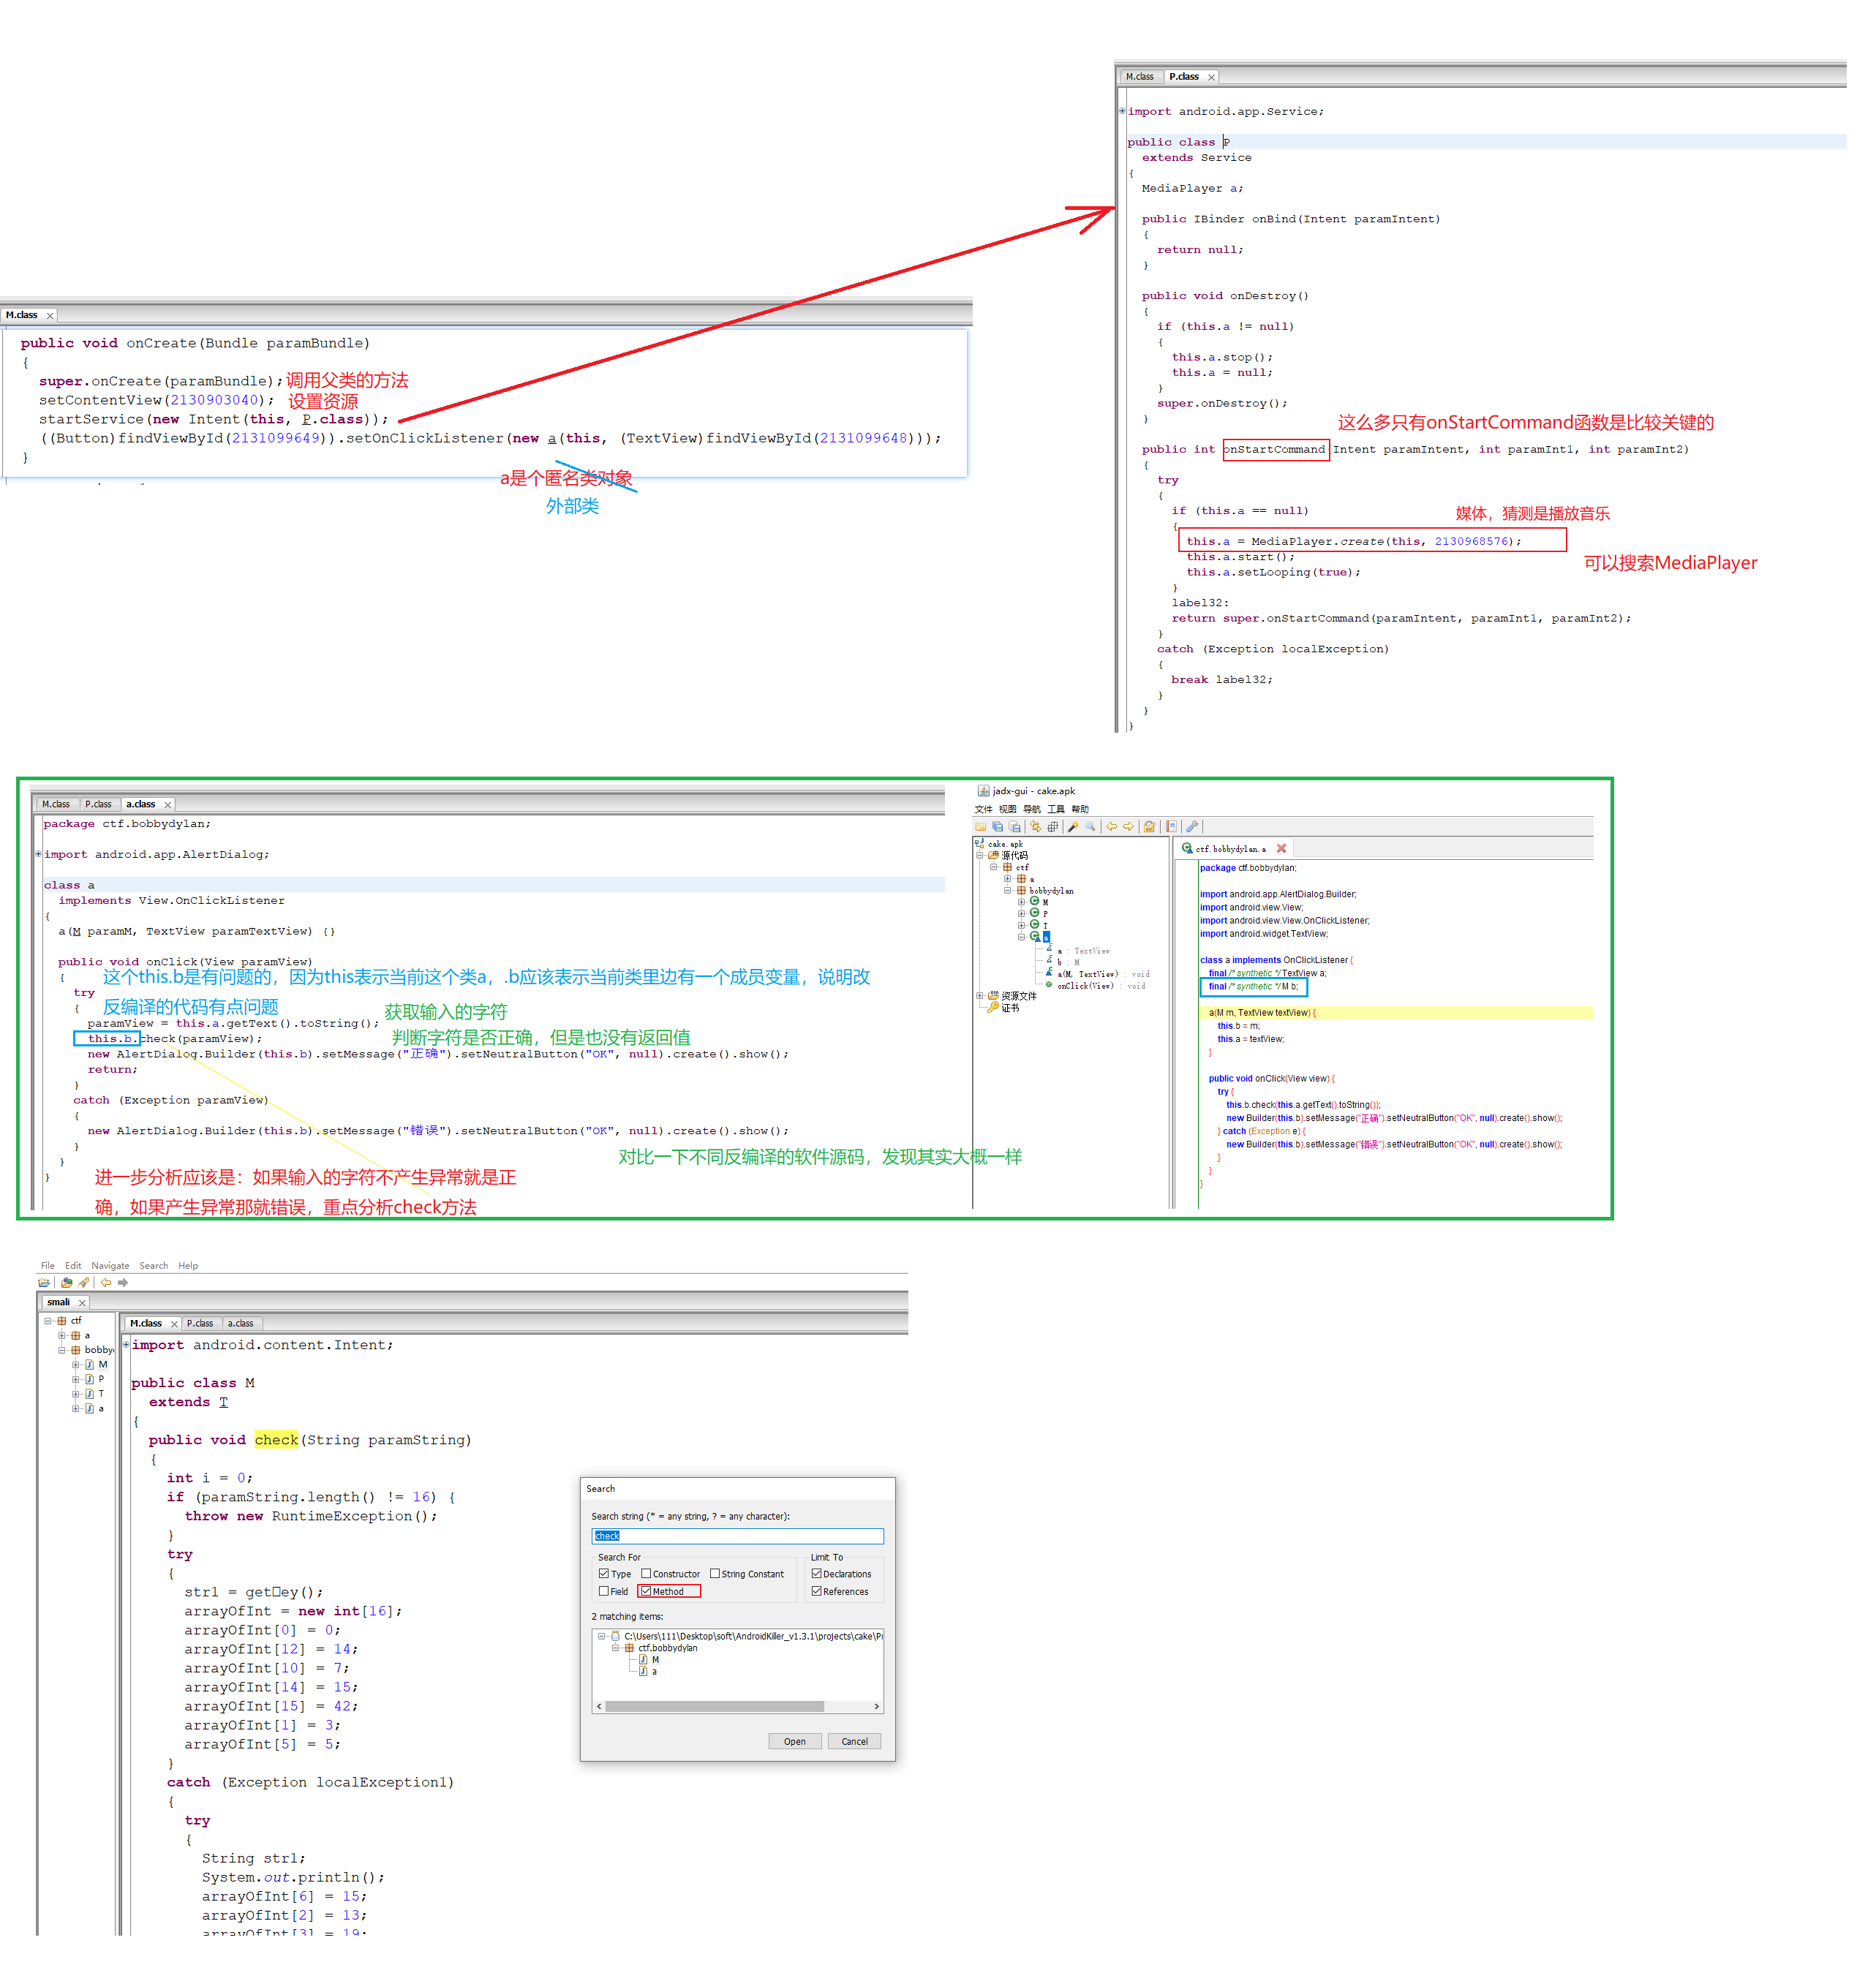 M.class
P.class
import android.app.Service;
public class P
extends Service
{
MediaPlayer a;
public IBinder onBind(Intent paramIntent)
{
return null;
}
public void onDestroy()
{
if (this.a != null)
{
this.a.stop();
this.a = null;
}
super.onDestroy();
}
这么多只有onStartCommand函数是比较关键的
public int onStartCommand(Intent paramIntent, int paramInt1, int paramInt2)
{
try
{
if (this.a == null)
媒体，猜测是播放音乐
{
this.a = MediaPlayer.create(this, 2130968576);
this.a.start();
可以搜索MediaPlayer
this.a.setLooping(true);
}
label32:
return super.onStartCommand(paramIntent, paramInt1, paramInt2);
}
catch (Exception localException)
{
break label32;
}
}
}
M.class
public void onCreate(Bundle paramBundle)
{
super.onCreate(paramBundle);调用父类的方法
setContentView(2130903040); 设置资源
startService(new Intent(this, P.class));
((Button)findViewById(2131099649)).setOnClickListener(new a(this, (TextView)findViewById(2131099648)));
}
a是个匿名类对象
外部类
M.class P.class a.class
package ctf.bobbydylan;
import android.app.AlertDialog;
class a
implements View.OnClickListener
{
a(M paramM, TextView paramTextView) {}
public void onClick(View paramView)
{
这个this.b是有问题的，因为this表示当前这个类a，.b应该表示当前类里边有一个成员变量，说明改
try
反编译的代码有点问题
{
获取输入的字符
paramView = this.a.getText().toString();
this.b.check(paramView);
判断字符是否正确，但是也没有返回值
new AlertDialog.Builder(this.b).setMessage("正确").setNeutralButton("OK", null).create().show();
return;
}
catch (Exception paramView)
{
new AlertDialog.Builder(this.b).setMessage("错误").setNeutralButton("OK", null).create().show();
}
}
}
对比一下不同反编译的软件源码，发现其实大概一样
进一步分析应该是：如果输入的字符不产生异常就是正
确，如果产生异常那就错误，重点分析check方法
jadx-gui - cake.apk
文件 视图 导航 工具 帮助
cake.apk
源代码
ctf
a
bobbydylan
M
P
T
a
a : TextView
b : M
a(M, TextView) : void
onClick(View) : void
资源文件
证书
ctf.bobbydylan.a
package ctf.bobbydylan;
import android.app.AlertDialog.Builder;
import android.view.View;
import android.view.View.OnClickListener;
import android.widget.TextView;
class a implements OnClickListener {
final /* synthetic */ TextView a;
final /* synthetic */ M b;
a(M m, TextView textView) {
this.b = m;
this.a = textView;
}
public void onClick(View view) {
try {
this.b.check(this.a.getText().toString());
new Builder(this.b).setMessage("正确").setNeutralButton("OK", null).create().show();
} catch (Exception e) {
new Builder(this.b).setMessage("错误").setNeutralButton("OK", null).create().show();
}
}
}
File Edit Navigate Search Help
smali
ctf
a
bobby
M
P
T
a
M.class P.class a.class
import android.content.Intent;
public class M
extends T
{
public void check(String paramString)
{
int i = 0;
if (paramString.length() != 16) {
throw new RuntimeException();
}
try
{
str1 = get□ey();
arrayOfInt = new int[16];
arrayOfInt[0] = 0;
arrayOfInt[12] = 14;
arrayOfInt[10] = 7;
arrayOfInt[14] = 15;
arrayOfInt[15] = 42;
arrayOfInt[1] = 3;
arrayOfInt[5] = 5;
}
catch (Exception localException1)
{
try
{
String str1;
System.out.println();
arrayOfInt[6] = 15;
arrayOfInt[2] = 13;
arrayOfInt[3] = 19;
Search
Search string (* = any string, ? = any character):
check
Search For
Limit To
Type Constructor String Constant
Declarations
Field Method
References
2 matching items:
C:\Users\111\Desktop\soft\AndroidKiller_v1.3.1\projects\cake\Pr
ctf.bobbydylan
M
a
Open Cancel